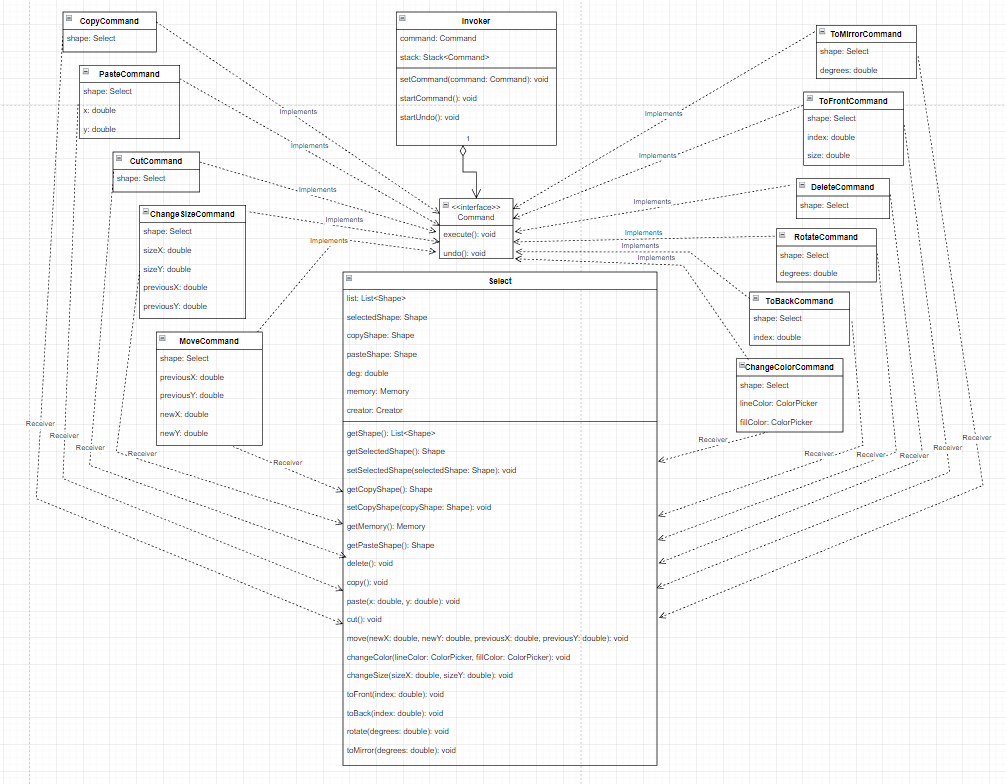 CopyCommand
shape: Select
PasteCommand
shape: Select
x: double
y: double
CutCommand
shape: Select
ChangeSizeCommand
shape: Select
sizeX: double
sizeY: double
previousX: double
previousY: double
MoveCommand
shape: Select
previousX: double
previousY: double
newX: double
newY: double
Invoker
command: Command
stack: Stack<Command>
setCommand(command: Command): void
startCommand(): void
startUndo(): void
1
<<interface>>
Command
execute(): void
undo(): void
Implements
Implements
Implements
Implements
Implements
Implements
Implements
Implements
Implements
Implements
Implements
ToMirrorCommand
shape: Select
degrees: double
ToFrontCommand
shape: Select
index: double
size: double
DeleteCommand
shape: Select
RotateCommand
shape: Select
degrees: double
ToBackCommand
shape: Select
index: double
ChangeColorCommand
shape: Select
lineColor: ColorPicker
fillColor: ColorPicker
Select
list: List<Shape>
selectedShape: Shape
copyShape: Shape
pasteShape: Shape
deg: double
memory: Memory
creator: Creator
getShape(): List<Shape>
getSelectedShape(): Shape
setSelectedShape(selectedShape: Shape): void
getCopyShape(): Shape
setCopyShape(copyShape: Shape): void
getMemory(): Memory
getPasteShape(): Shape
delete(): void
copy(): void
paste(x: double, y: double): void
cut(): void
move(newX: double, newY: double, previousX: double, previousY: double): void
changeColor(lineColor: ColorPicker, fillColor: ColorPicker): void
changeSize(sizeX: double, sizeY: double): void
toFront(index: double): void
toBack(index: double): void
rotate(degrees: double): void
toMirror(degrees: double): void
Receiver
Receiver
Receiver
Receiver
Receiver
Receiver
Receiver
Receiver
Receiver
Receiver
Receiver